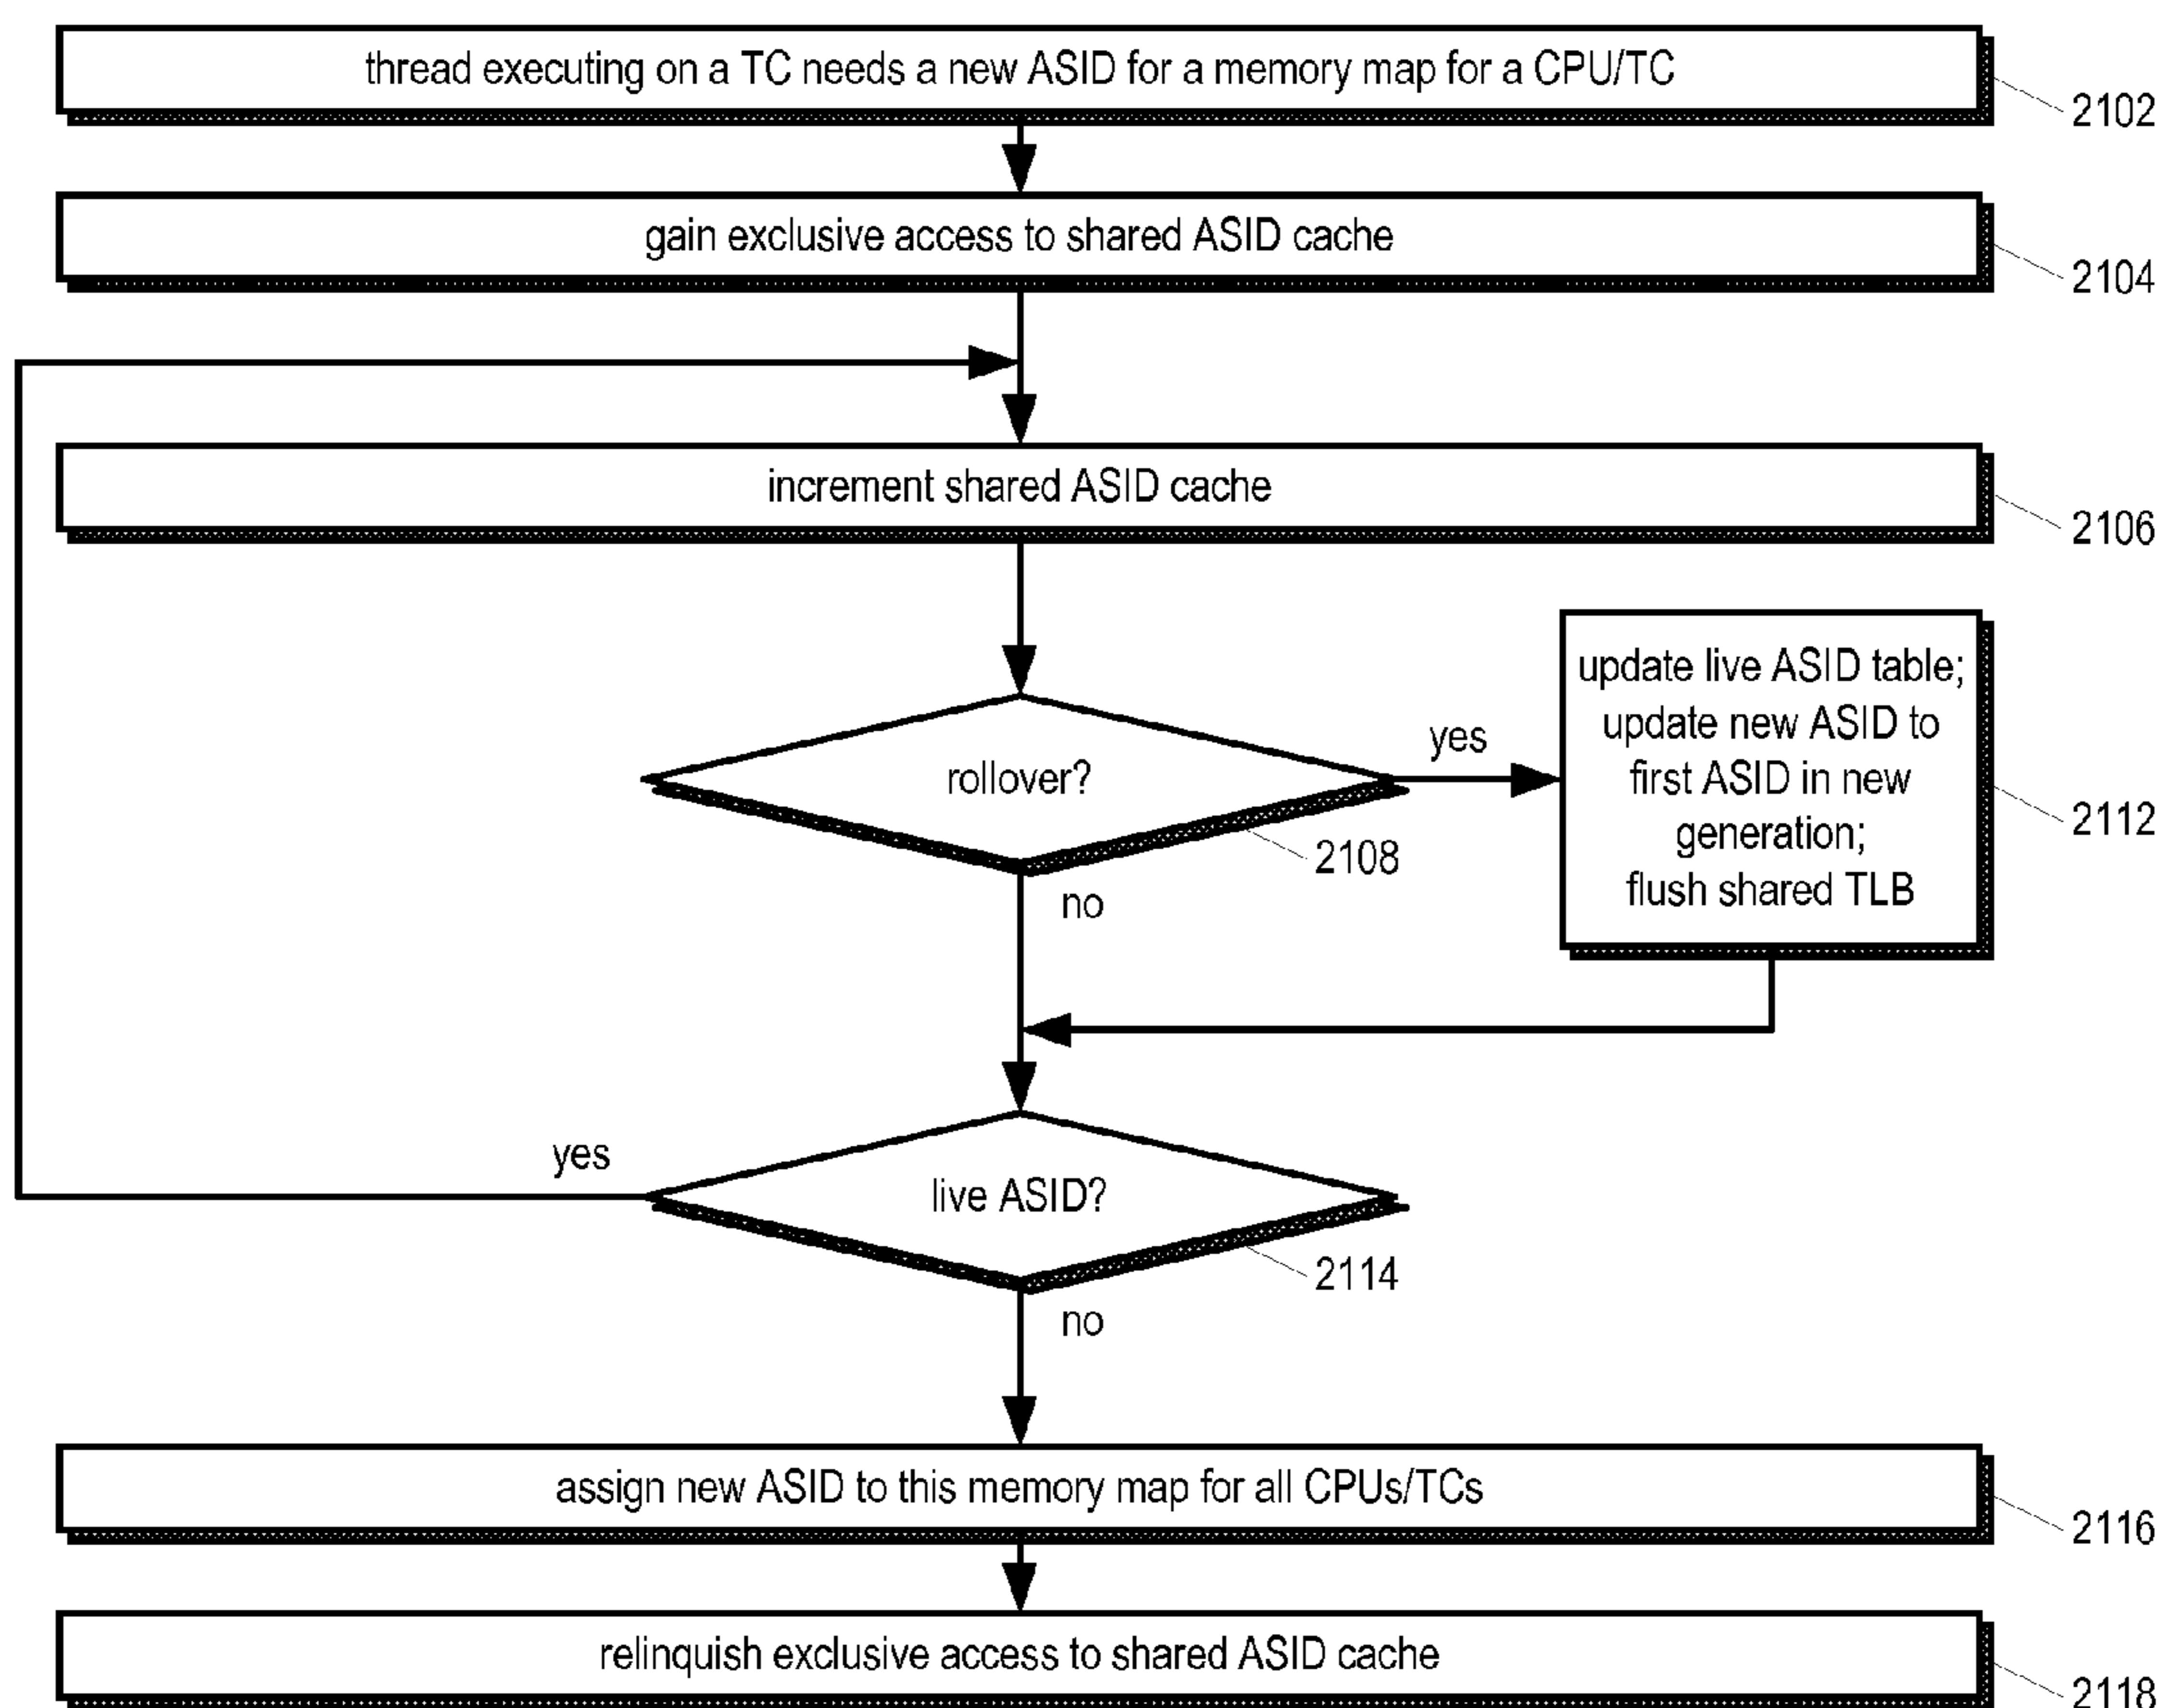 thread executing on a TC needs a new ASID for a memory map for a CPU/TC
2102
gain exclusive access to shared ASID cache
2104
increment shared ASID cache
2106
update live ASID table;
update new ASID to
first ASID in new
generation;
flush shared TLB
2112
yes
rollover?
2108
no
yes
live ASID?
2114
no
assign new ASID to this memory map for all CPUs/TCs
2116
relinquish exclusive access to shared ASID cache
2118